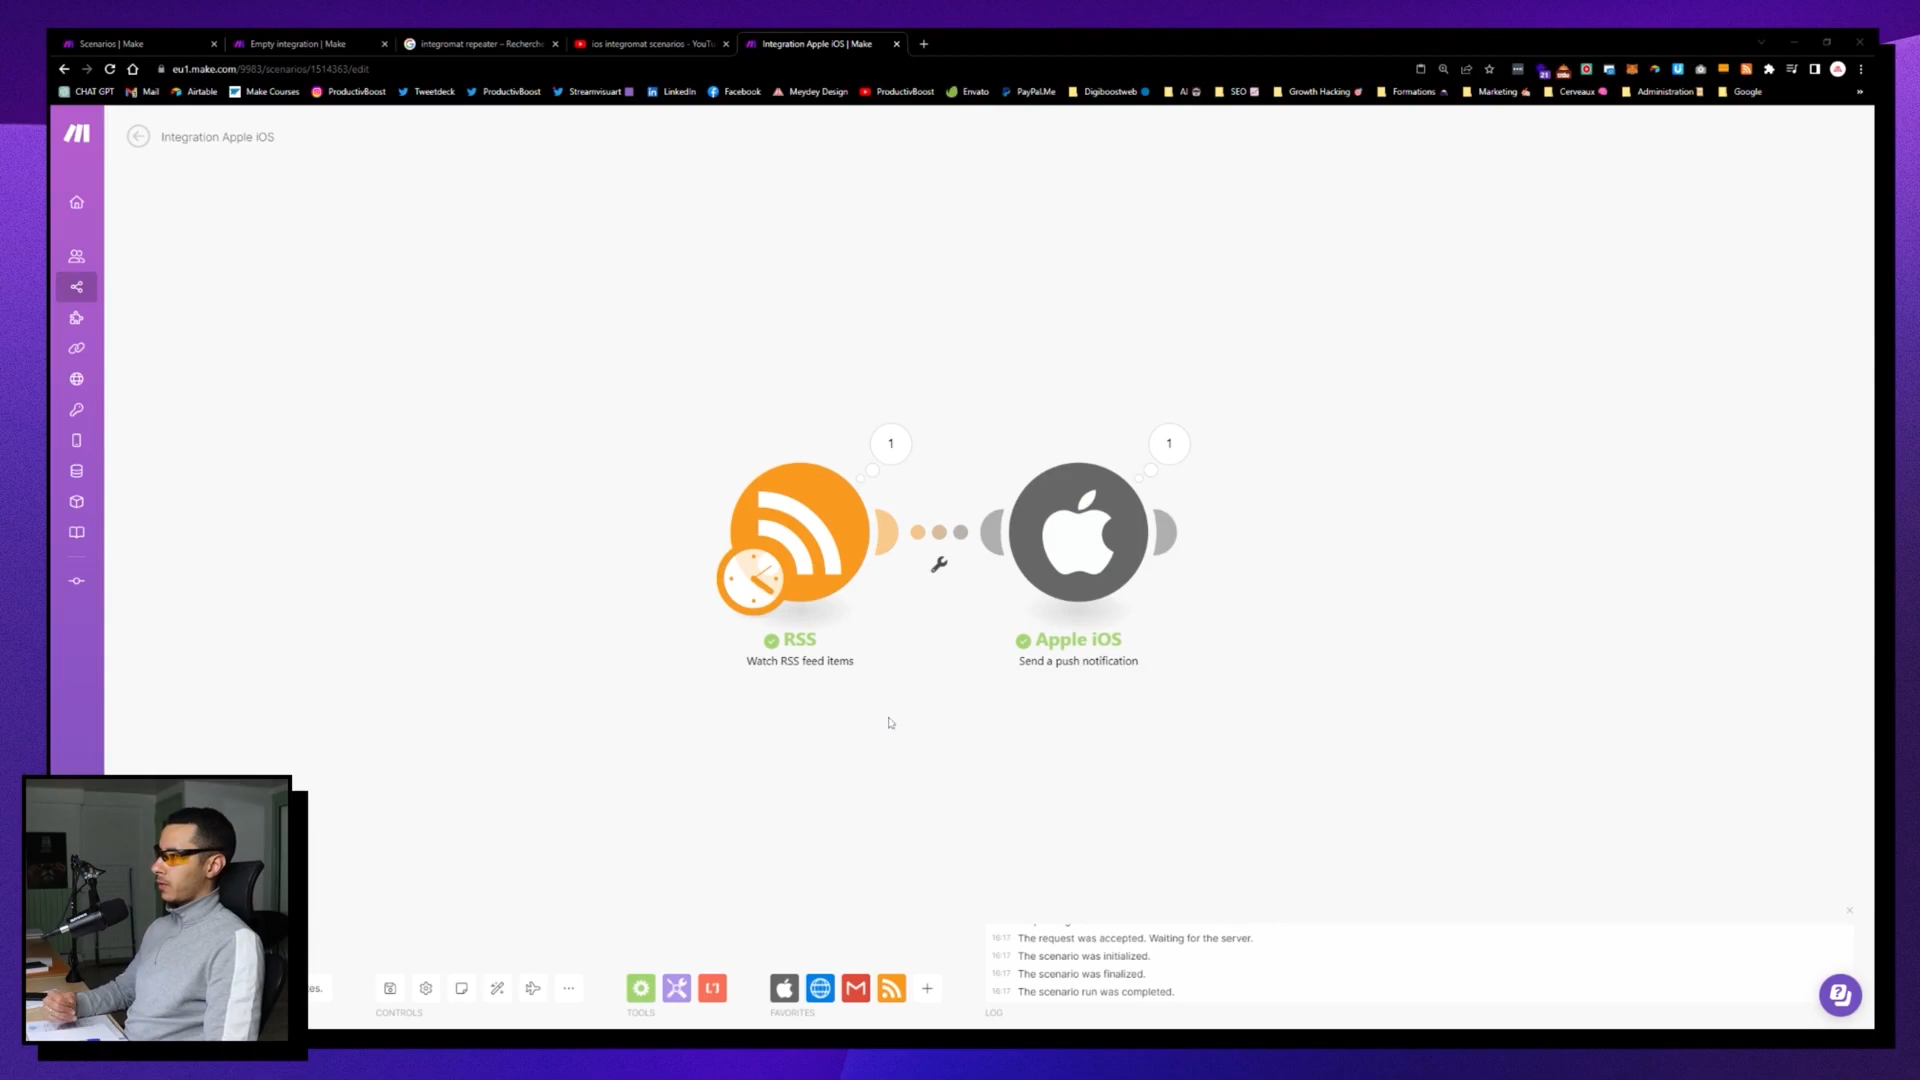 Scenarios | Make
Empty integration | Make
integromat repeater – Recherche
ios integromat scenarios - YouTu
Integration Apple iOS | Make
eu1.make.com/9983/scenarios/1514363/edit
21
CHAT GPT
Mail
Airtable
Make Courses
ProductivBoost
Tweetdeck
ProductivBoost
Streamvisuart
LinkedIn
Facebook
Meydey Design
ProductivBoost
Envato
PayPal.Me
Digiboostweb
AI
SEO
Growth Hacking
Formations
Marketing
Cerveaux
Administration
Google
Integration Apple iOS
1
1
RSS
Watch RSS feed items
Apple iOS
Send a push notification
16:17 The request was accepted. Waiting for the server.
16:17 The scenario was initialized.
16:17 The scenario was finalized.
16:17 The scenario run was completed.
es.
CONTROLS
TOOLS
FAVORITES
LOG